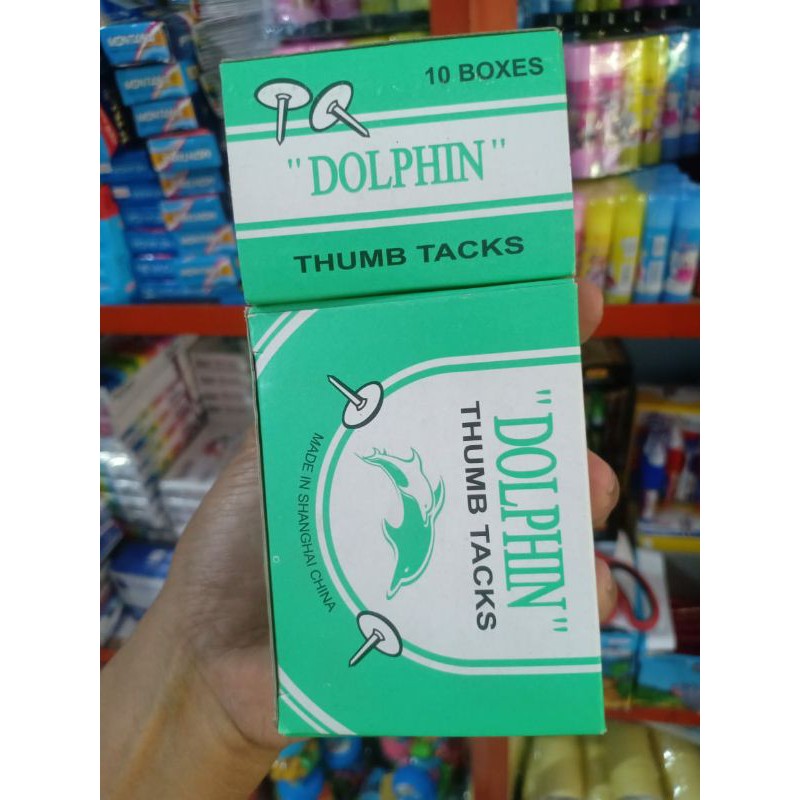 10 BOXES
"DOLPHIN"
THUMB TACKS
"DOLPHIN"
THUMB TACKS
MADE IN SHANGHAI CHINA